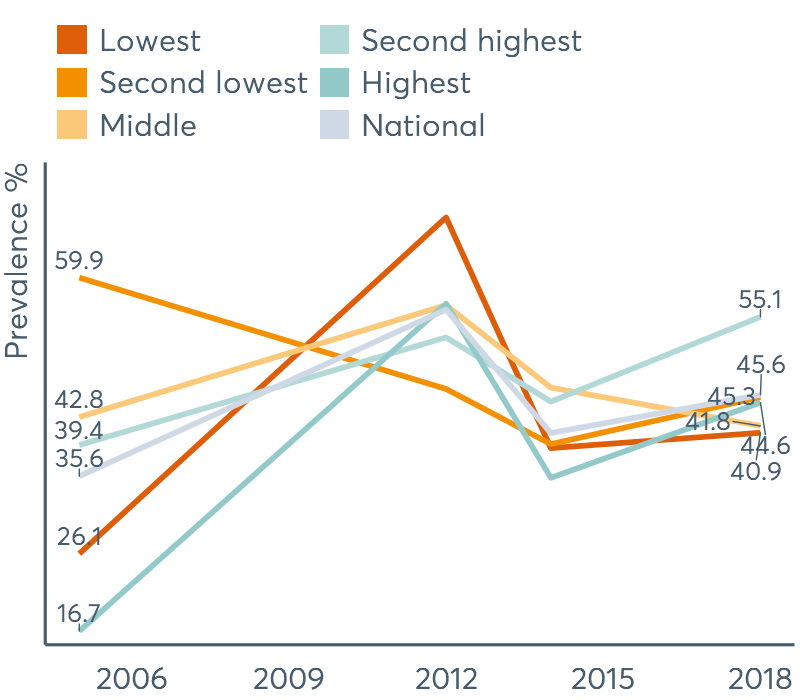 Lowest
Second highest
Second lowest
Highest
Middle
National
Prevalence %
59.9
42.8
39.4
35.6
26.1
16.7
55.1
45.6
45.3
41.8
44.6
40.9
2006
2009
2012
2015
2018